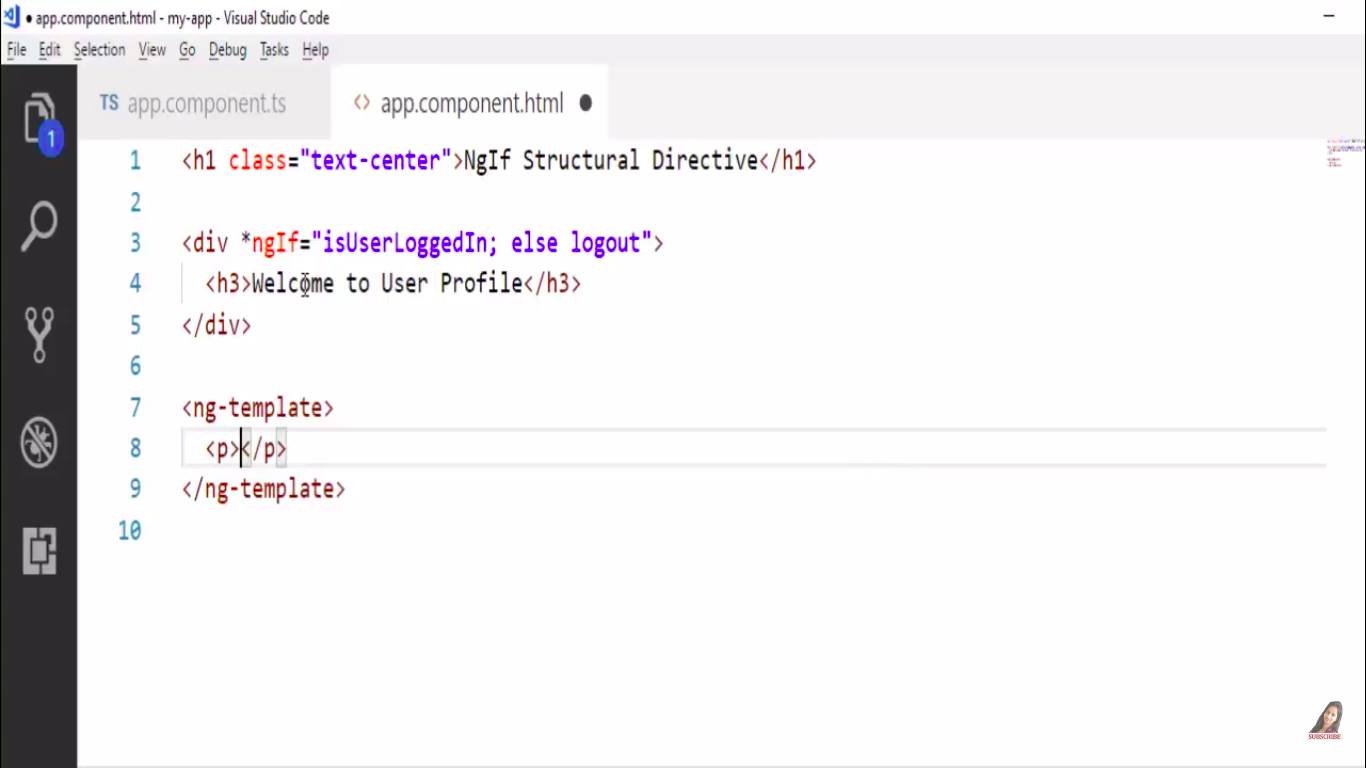 app.component.html - my-app - Visual Studio Code
File Edit Selection View Go Debug Tasks Help
1
TS app.component.ts <> app.component.html
1 <h1 class="text-center">NgIf Structural Directive</h1>
2
3 <div *ngIf="isUserLoggedIn; else logout">
4 <h3>Welcome to User Profile</h3>
5 </div>
6
7 <ng-template>
8 <p></p>
9 </ng-template>
10
SUBSCRIBE